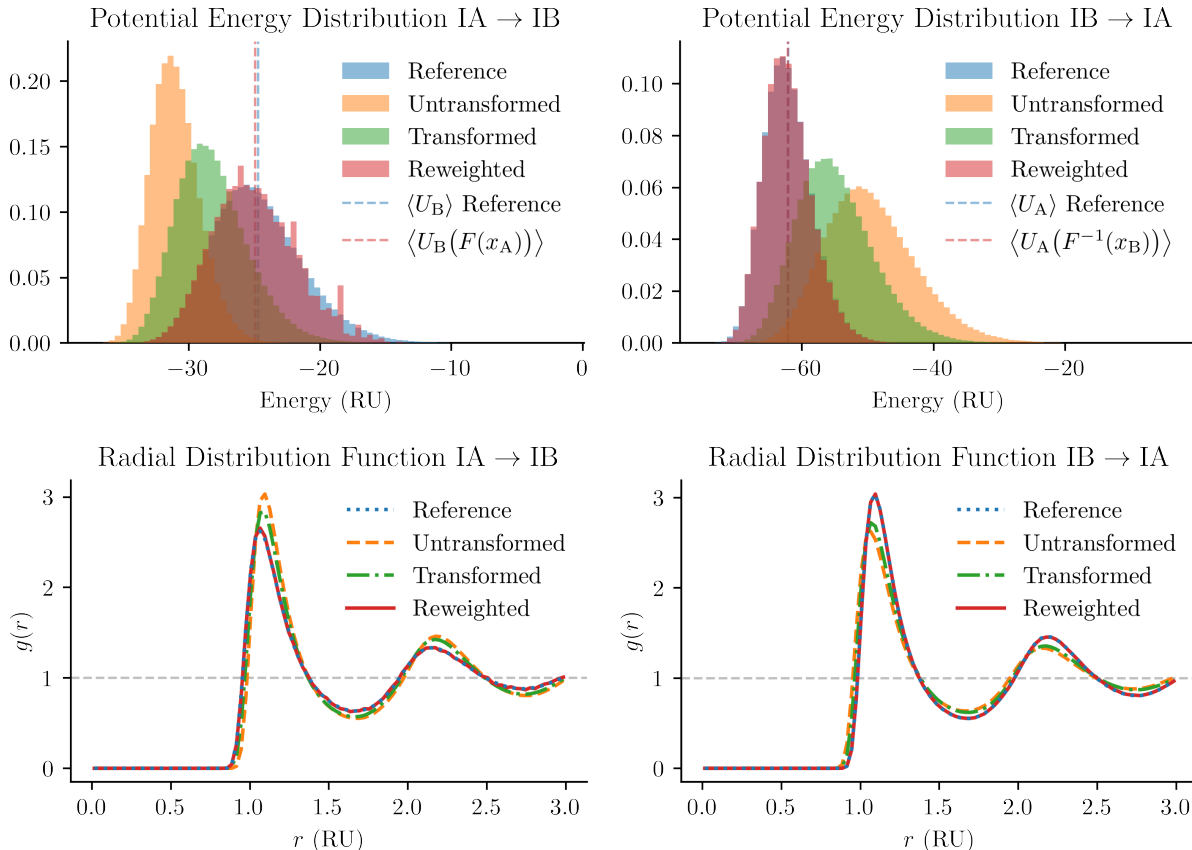 Potential Energy Distribution IA → IB
0.20
0.15
0.10
0.05
0.00
Reference
Untransformed
Transformed
Reweighted
⟨U_B⟩ Reference
⟨U_B(F(x_A))⟩
−30
−20
−10
0
Energy (RU)
Potential Energy Distribution IB → IA
0.10
0.08
0.06
0.04
0.02
0.00
Reference
Untransformed
Transformed
Reweighted
⟨U_A⟩ Reference
⟨U_A(F⁻¹(x_B))⟩
−60
−40
−20
Energy (RU)
Radial Distribution Function IA → IB
g(r)
3
2
1
0
Reference
Untransformed
Transformed
Reweighted
0.0
0.5
1.0
1.5
2.0
2.5
3.0
r (RU)
Radial Distribution Function IB → IA
g(r)
3
2
1
0
Reference
Untransformed
Transformed
Reweighted
0.0
0.5
1.0
1.5
2.0
2.5
3.0
r (RU)